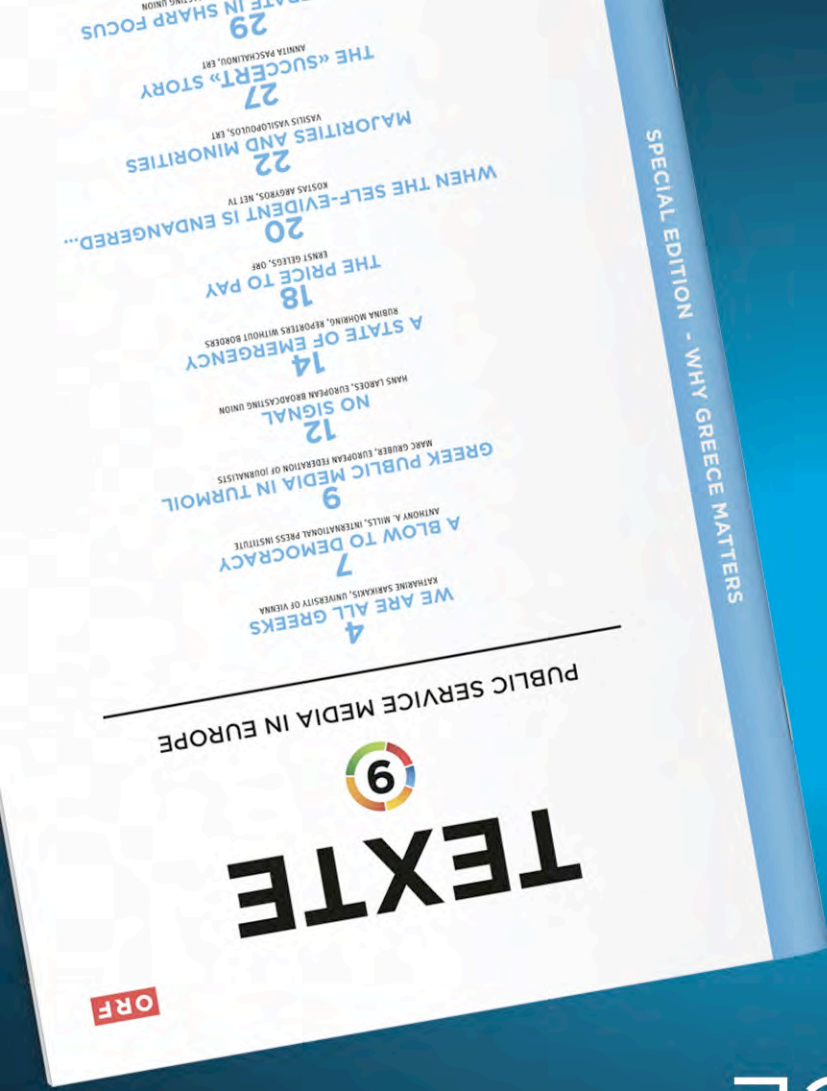 ORF
TEXTE
9
PUBLIC SERVICE MEDIA IN EUROPE
4
WE ARE ALL GREEKS
KATHARINE SARIKAKIS, UNIVERSITY OF VIENNA
7
A BLOW TO DEMOCRACY
ANTHONY A. MILLS, INTERNATIONAL PRESS INSTITUTE
9
GREEK PUBLIC MEDIA IN TURMOIL
MARC GRUBER, EUROPEAN FEDERATION OF JOURNALISTS
12
NO SIGNAL
HANS LAROES, EUROPEAN BROADCASTING UNION
14
A STATE OF EMERGENCY
RUBINA MÖHRING, REPORTERS WITHOUT BORDERS
18
THE PRICE TO PAY
ERNST GELEGS, ORF
20
WHEN THE SELF-EVIDENT IS ENDANGERED...
KOSTAS ARGYROS, NET TV
22
MAJORITIES AND MINORITIES
VASILIS VASILOPOULOS, ERT
27
THE «SUCCERT» STORY
ANNITA PASCHALINOU, ERT
29
IN SHARP FOCUS
UNION
SPECIAL EDITION - WHY GREECE MATTERS